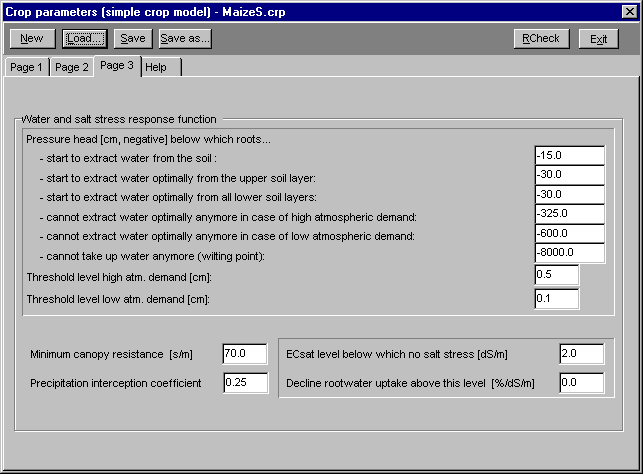 Crop parameters (simple crop model) - MaizeS.crp
New Load... Save Save as... RCheck Exit
Page 1 Page 2 Page 3 Help
Water and salt stress response function
Pressure head [cm, negative] below which roots...
- start to extract water from the soil : -15.0
- start to extract water optimally from the upper soil layer: -30.0
- start to extract water optimally from all lower soil layers: -30.0
- cannot extract water optimally anymore in case of high atmospheric demand: -325.0
- cannot extract water optimally anymore in case of low atmospheric demand: -600.0
- cannot take up water anymore (wilting point): -8000.0
Threshold level high atm. demand [cm]: 0.5
Threshold level low atm. demand [cm]: 0.1
Minimum canopy resistance [s/m] 70.0 ECsat level below which no salt stress [dS/m] 2.0
Precipitation interception coefficient 0.25 Decline rootwater uptake above this level [%/dS/m] 0.0